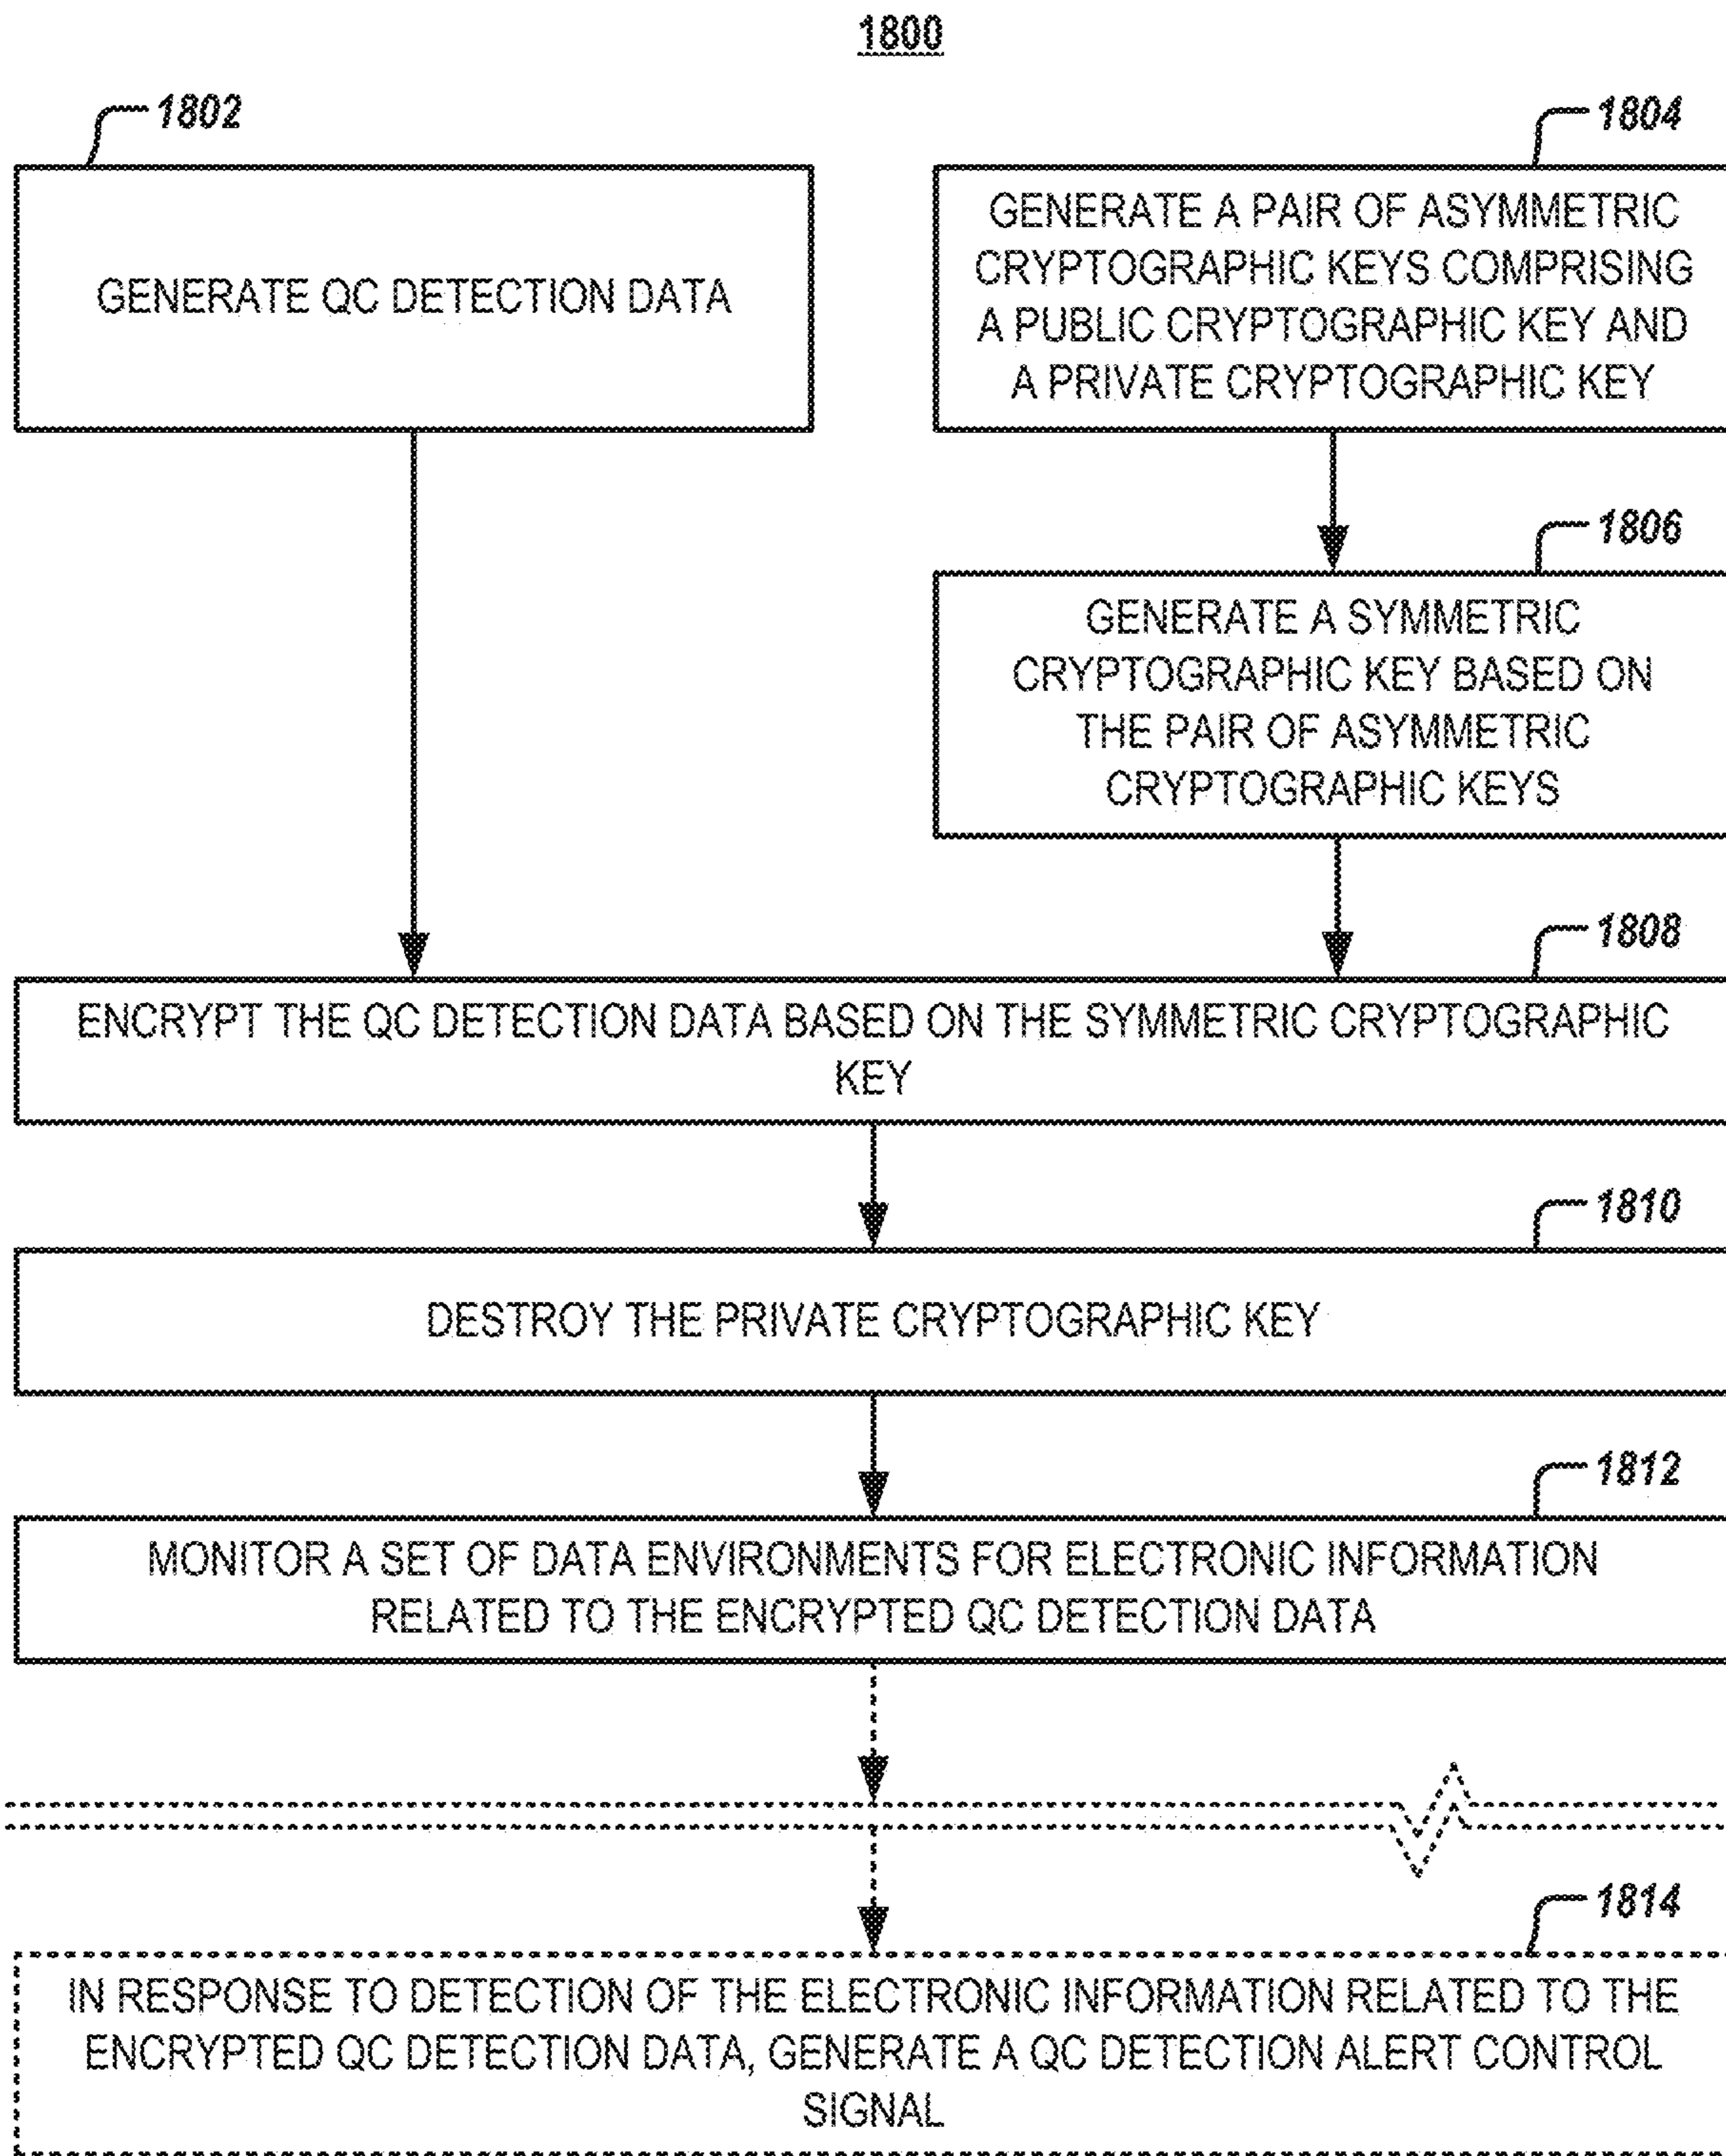 1800
1802
GENERATE QC DETECTION DATA
1804
GENERATE A PAIR OF ASYMMETRIC
CRYPTOGRAPHIC KEYS COMPRISING
A PUBLIC CRYPTOGRAPHIC KEY AND
A PRIVATE CRYPTOGRAPHIC KEY
1806
GENERATE A SYMMETRIC
CRYPTOGRAPHIC KEY BASED ON
THE PAIR OF ASYMMETRIC
CRYPTOGRAPHIC KEYS
1808
ENCRYPT THE QC DETECTION DATA BASED ON THE SYMMETRIC CRYPTOGRAPHIC
KEY
1810
DESTROY THE PRIVATE CRYPTOGRAPHIC KEY
1812
MONITOR A SET OF DATA ENVIRONMENTS FOR ELECTRONIC INFORMATION
RELATED TO THE ENCRYPTED QC DETECTION DATA
1814
IN RESPONSE TO DETECTION OF THE ELECTRONIC INFORMATION RELATED TO THE
ENCRYPTED QC DETECTION DATA, GENERATE A QC DETECTION ALERT CONTROL
SIGNAL